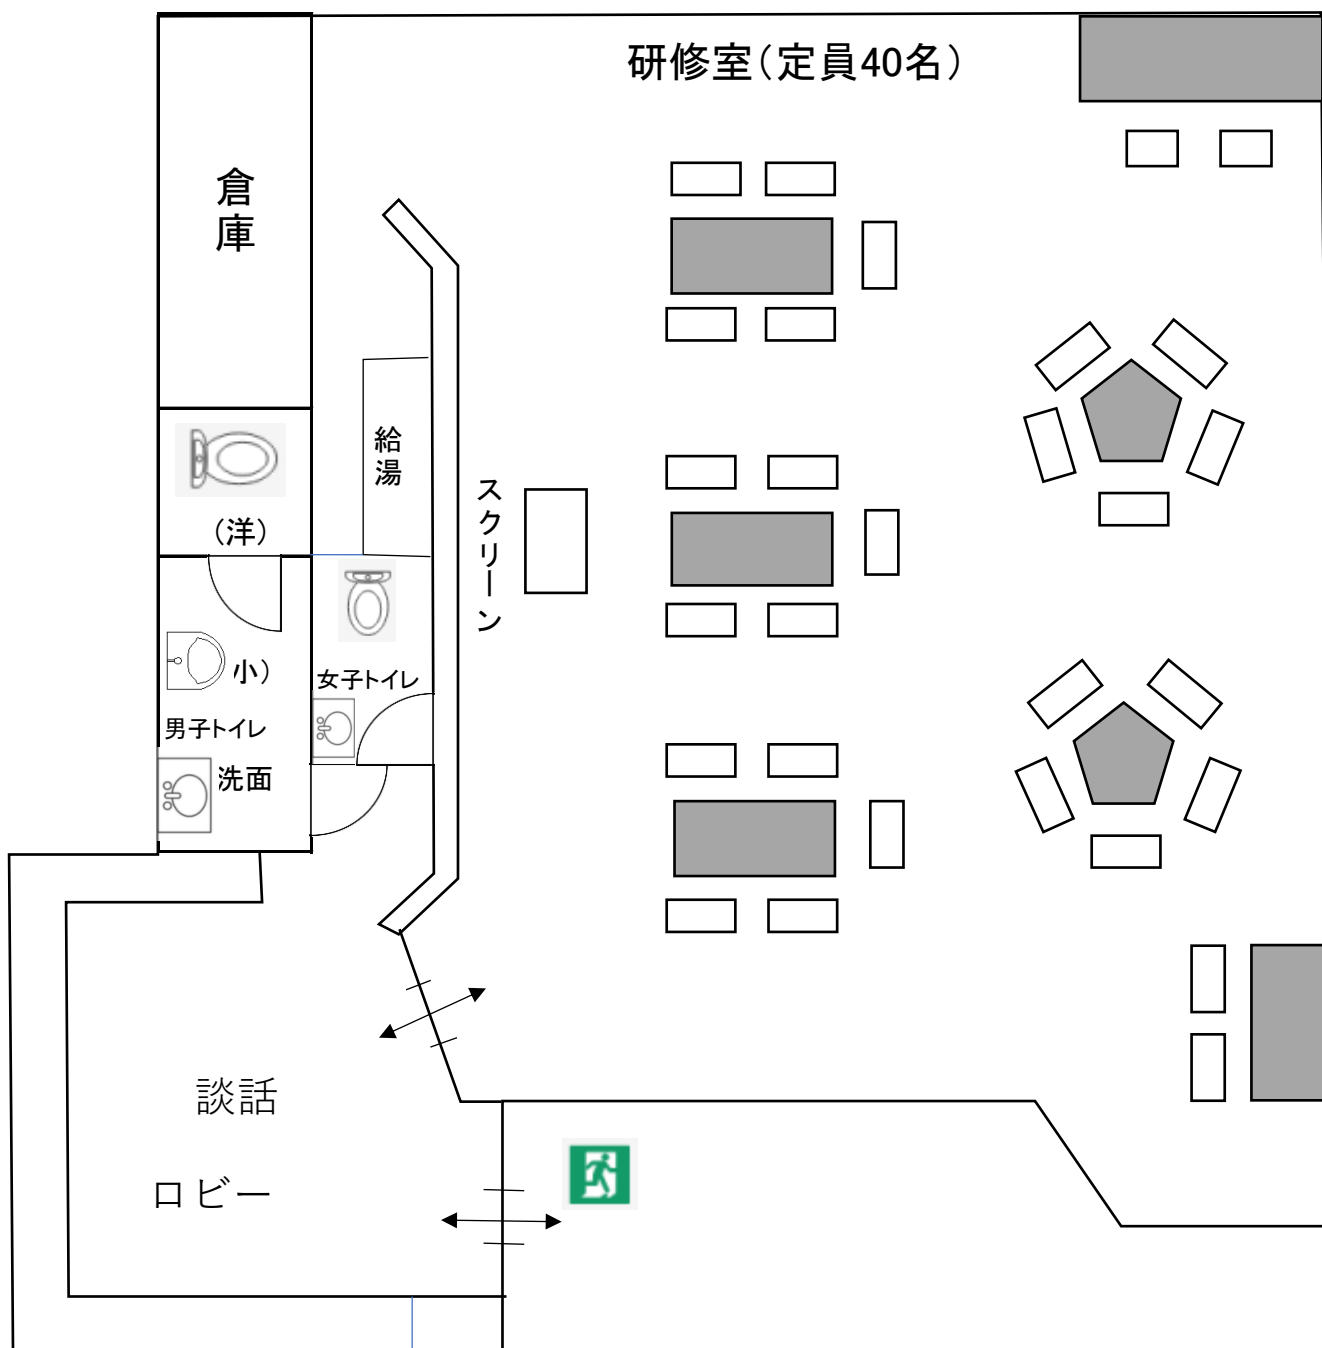 研修室（定員40名）
倉庫
給湯
スクリーン
（洋）
小）
女子トイレ
男子トイレ
洗面
談話
ロビー